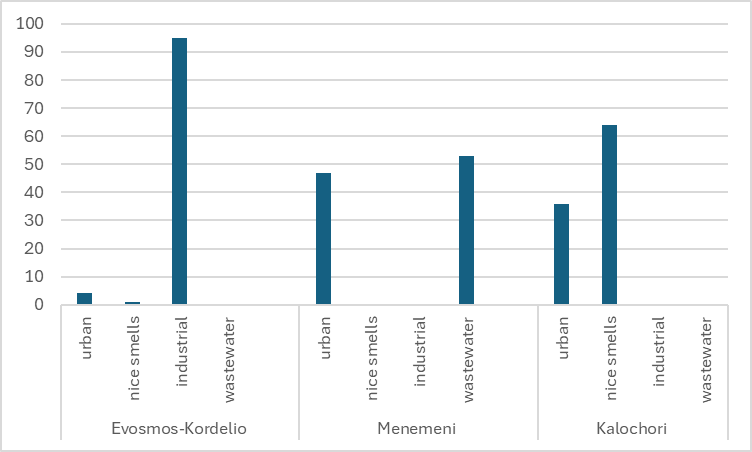 100
90
80
70
60
50
40
30
20
10
0
urban
nice smells
industrial
wastewater
urban
nice smells
industrial
wastewater
urban
nice smells
industrial
wastewater
Evosmos-Kordelio
Menemeni
Kalochori